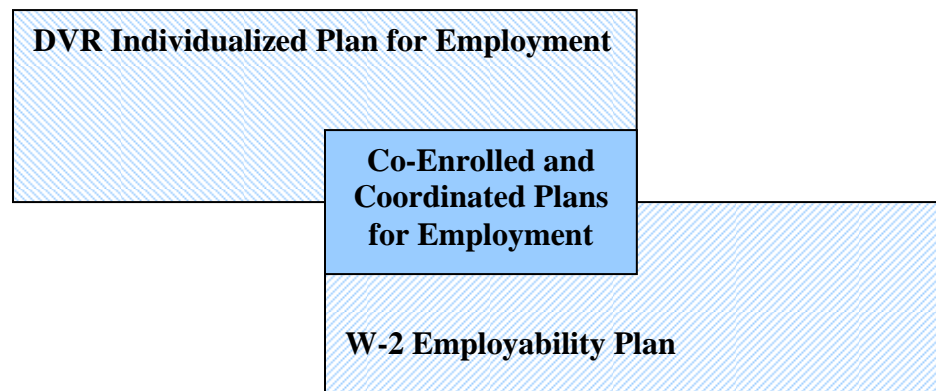 DVR Individualized Plan for Employment
Co-Enrolled and
Coordinated Plans
for Employment
W-2 Employability Plan